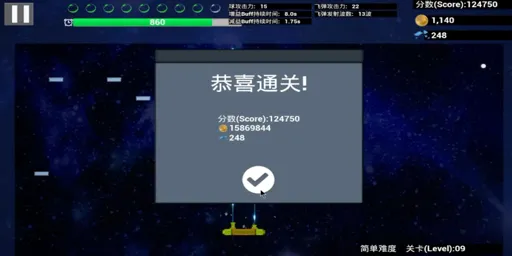 球攻击力: 15
飞弹攻击力: 22
增益Buff持续时间: 8.0s
飞弹发射波数: 13波
减益Buff持续时间: 1.75s
860
分数(Score):124750
1,140
248
恭喜通关!
分数(Score):124750
15869844
248
简单难度 关卡(Level):09